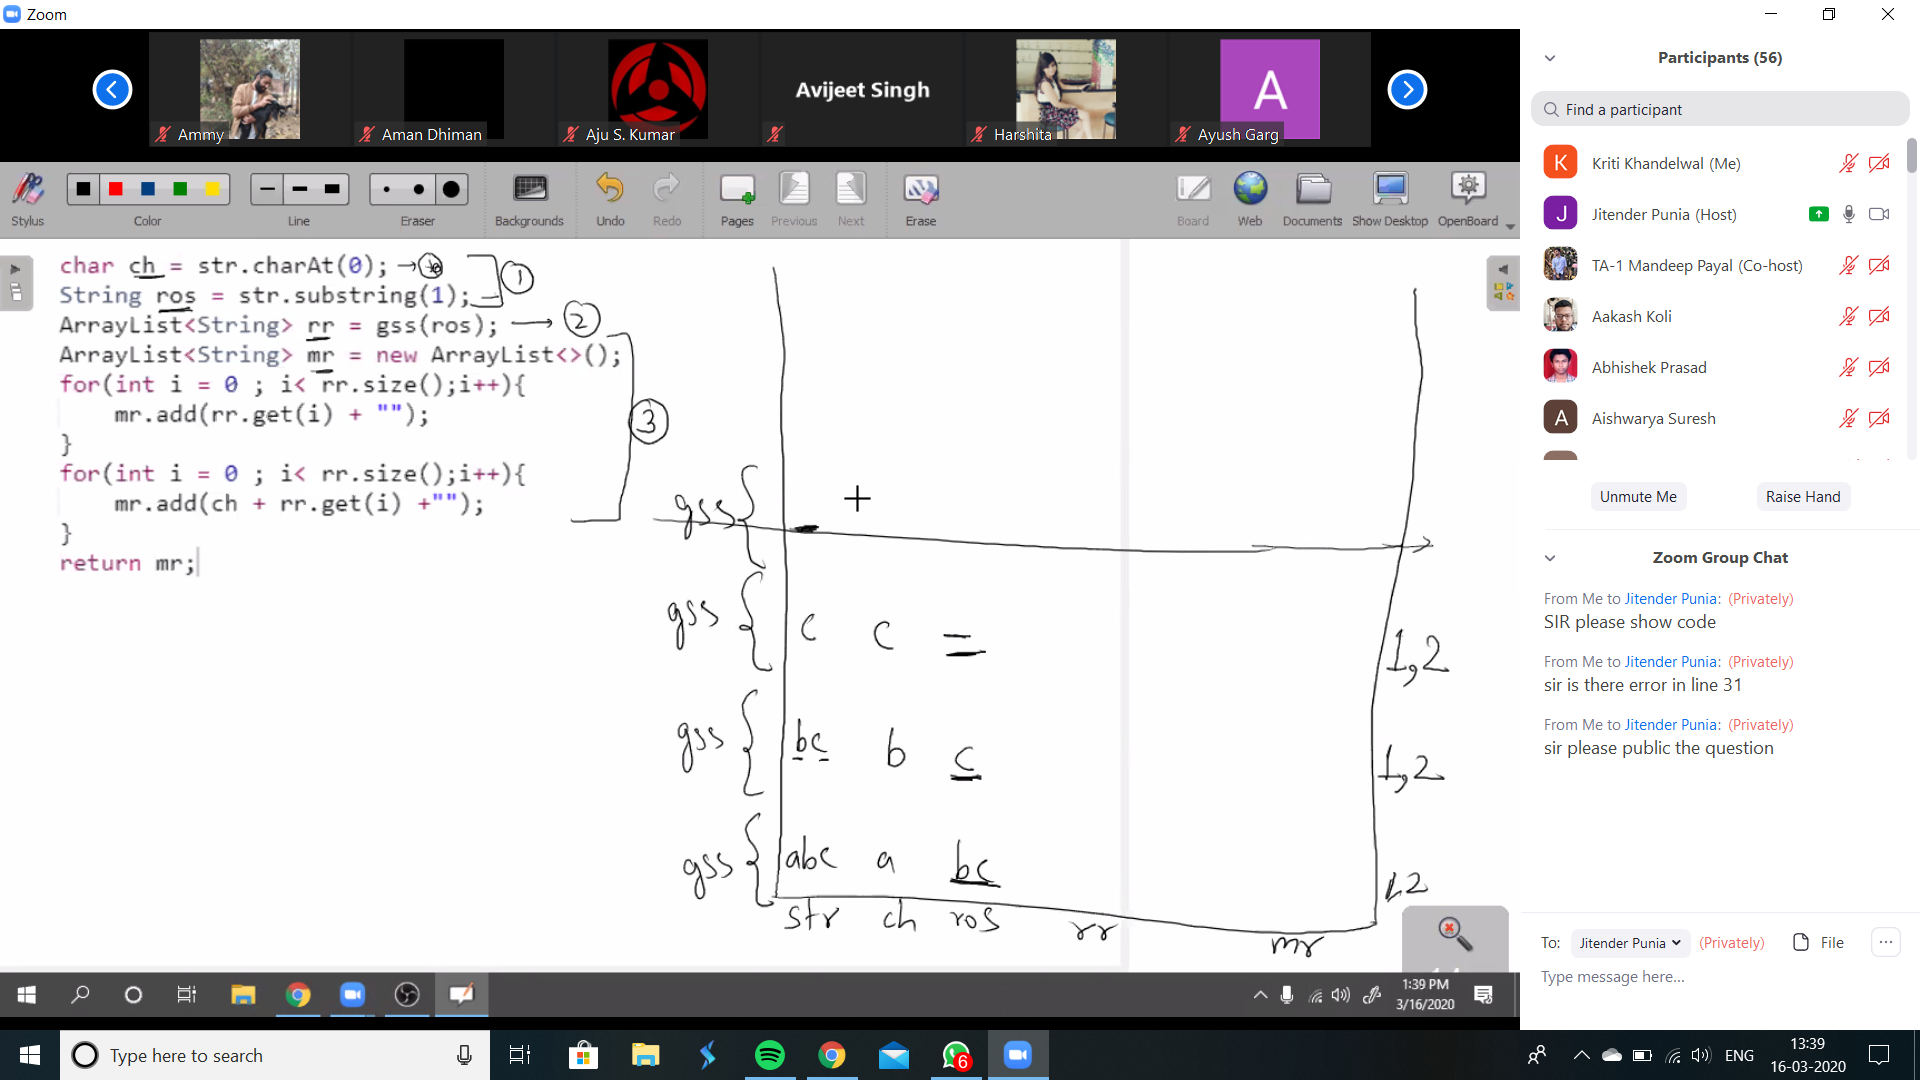 Zoom
Ammy
Aman Dhiman
Aju S. Kumar
Avijeet Singh
Harshita
A
Ayush Garg
Stylus
Color
Line
Eraser
Backgrounds
Undo
Redo
Pages
Previous
Next
Erase
Board
Web
Documents
Show Desktop
OpenBoard
char ch = str.charAt(0);
1
String ros = str.substring(1);
ArrayList<String> rr = gss(ros);
2
ArrayList<String> mr = new ArrayList<>();
for(int i = 0 ; i< rr.size();i++){
mr.add(rr.get(i) + "");
3
}
for(int i = 0 ; i< rr.size();i++){
mr.add(ch + rr.get(i) +"");
}
return mr;
gss
gss c c 1,2
gss bc b c 1,2
gss abc a bc 1,2
str ch ros rr mr
1:39 PM
3/16/2020
Participants (56)
Find a participant
K Kriti Khandelwal (Me)
J Jitender Punia (Host)
TA-1 Mandeep Payal (Co-host)
Aakash Koli
Abhishek Prasad
A Aishwarya Suresh
Unmute Me
Raise Hand
Zoom Group Chat
From Me to Jitender Punia: (Privately)
SIR please show code
From Me to Jitender Punia: (Privately)
sir is there error in line 31
From Me to Jitender Punia: (Privately)
sir please public the question
To: Jitender Punia (Privately) File
Type message here...
Type here to search
6
ENG
13:39
16-03-2020